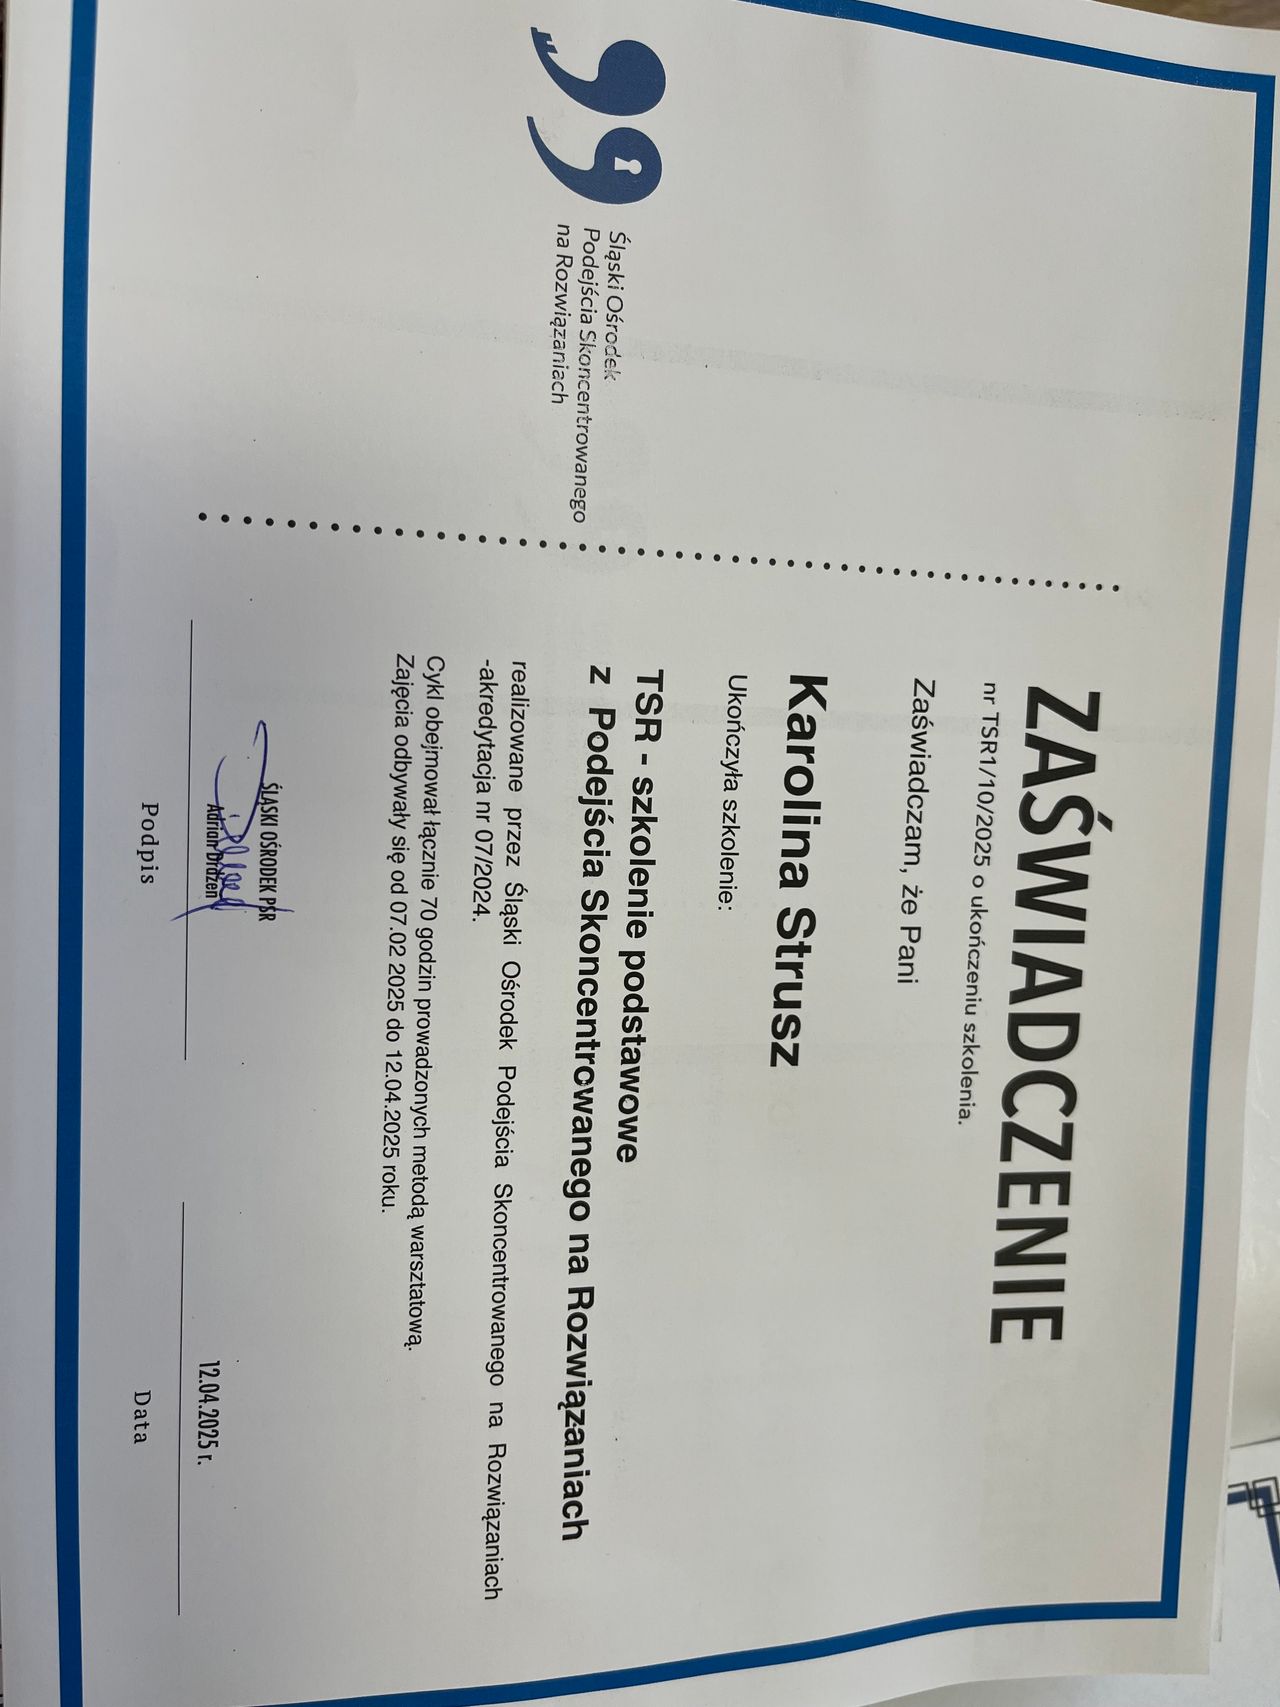 ZAŚWIADCZENIE
nr TSR1/10/2025 o ukończeniu szkolenia.
Zaświadczam, że Pani
Karolina Strusz
Ukończyła szkolenie:
TSR - szkolenie podstawowe
z Podejścia Skoncentrowanego na Rozwiązaniach
realizowane przez Śląski Ośrodek Podejścia Skoncentrowanego na Rozwiązaniach
-akredytacja nr 07/2024.
Cykl obejmował łącznie 70 godzin prowadzonych metodą warsztatową.
Zajęcia odbywały się od 07.02 2025 do 12.04.2025 roku.
Śląski Ośrodek
Podejścia Skoncentrowanego
na Rozwiązaniach
ŚLĄSKI OŚRODEK PSR
Adrian Drdzeń
12.04.2025 r.
Podpis
Data